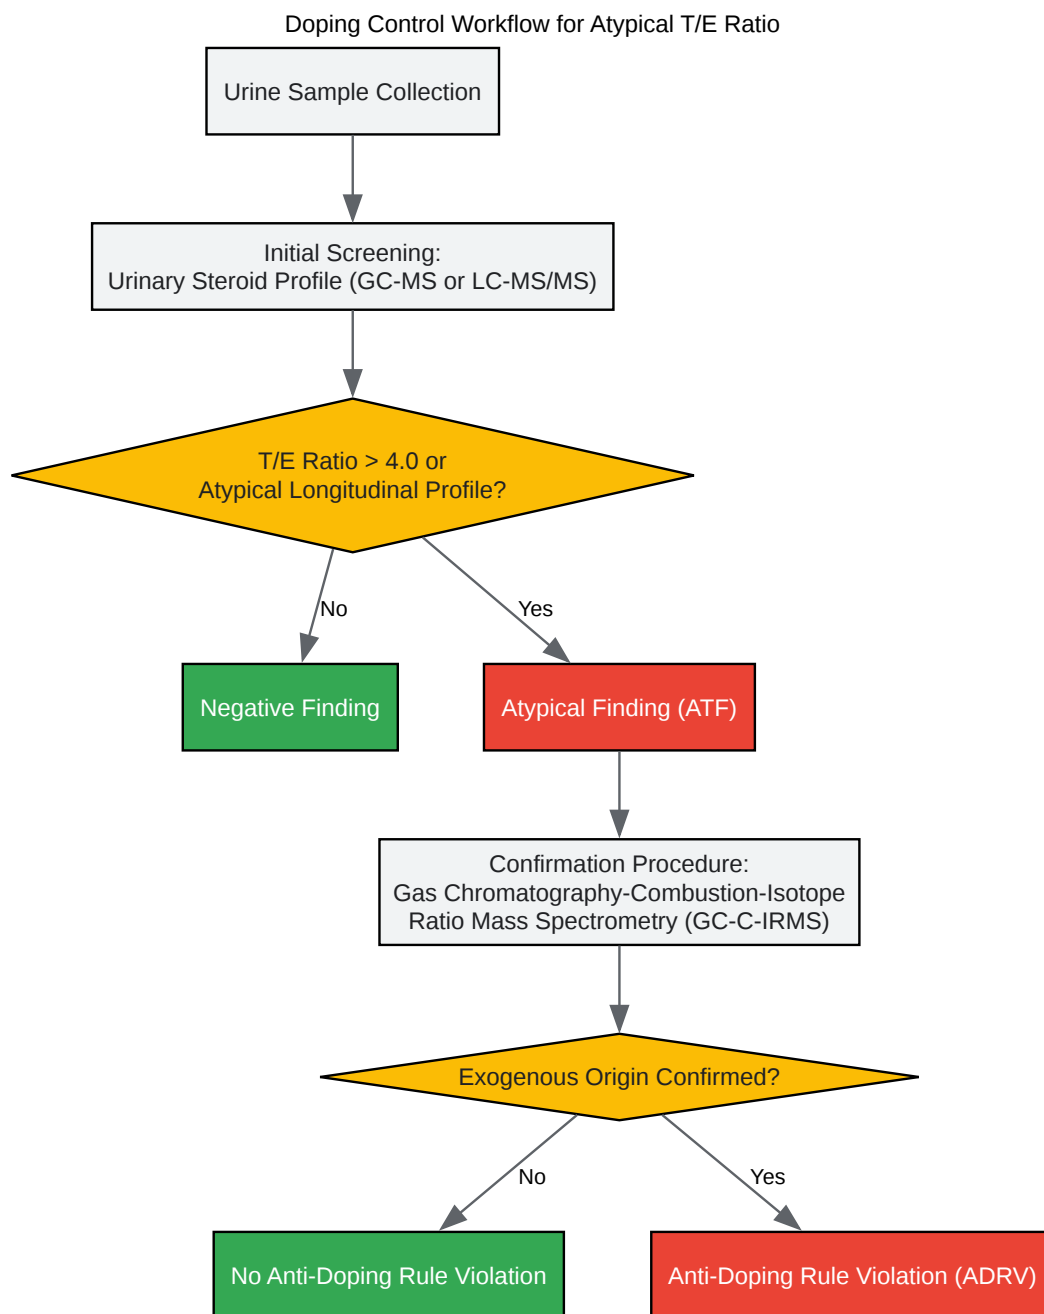 Doping Control Workflow for Atypical T/E Ratio
Urine Sample Collection
Initial Screening:
Urinary Steroid Profile (GC-MS or LC-MS/MS)
T/E Ratio > 4.0 or
Atypical Longitudinal Profile?
No
Yes
Negative Finding
Atypical Finding (ATF)
Confirmation Procedure:
Gas Chromatography-Combustion-Isotope
Ratio Mass Spectrometry (GC-C-IRMS)
Exogenous Origin Confirmed?
No
Yes
No Anti-Doping Rule Violation
Anti-Doping Rule Violation (ADRV)